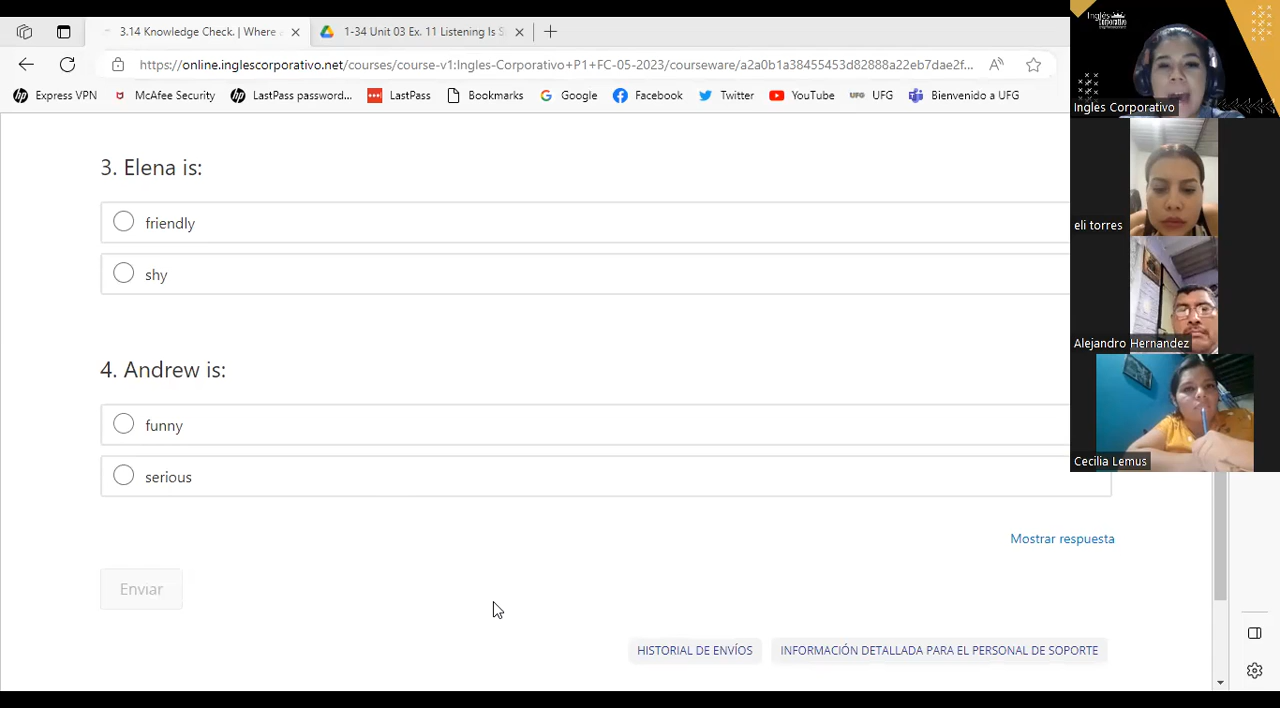 3.14 Knowledge Check. | Where a
1-34 Unit 03 Ex. 11 Listening Is S
https://online.inglescorporativo.net/courses/course-v1:Ingles-Corporativo+P1+FC-05-2023/courseware/a2a0b1a38455453d82888a22eb7dae2f...
Express VPN
McAfee Security
LastPass password...
LastPass
Bookmarks
Google
Facebook
Twitter
YouTube
UFG
Bienvenido a UFG
3. Elena is:
friendly
shy
4. Andrew is:
funny
serious
Mostrar respuesta
Enviar
HISTORIAL DE ENVÍOS
INFORMACIÓN DETALLADA PARA EL PERSONAL DE SOPORTE
Inglés
Corporativo
Ingles Corporativo
eli torres
Alejandro Hernandez
Cecilia Lemus